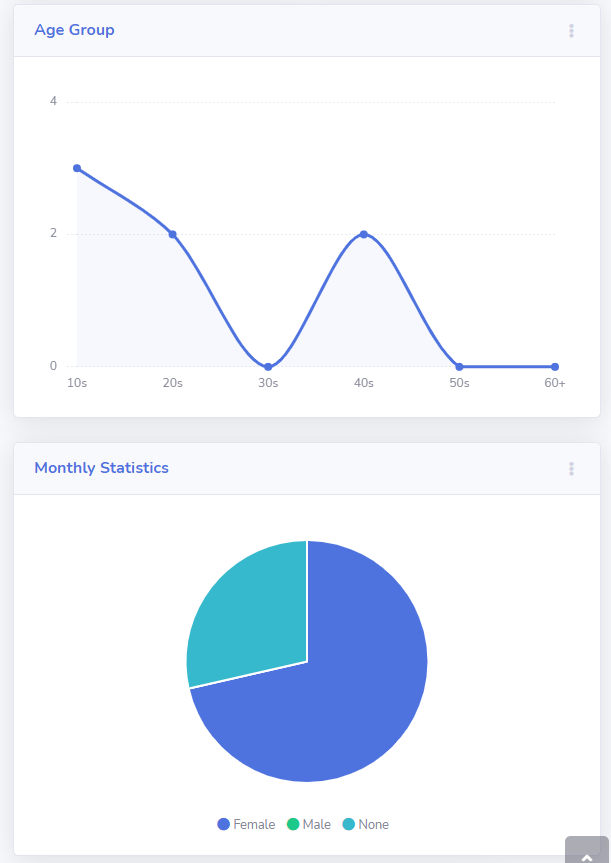 Age Group
4
2
0
10s 20s 30s 40s 50s 60+
Monthly Statistics
Female Male None